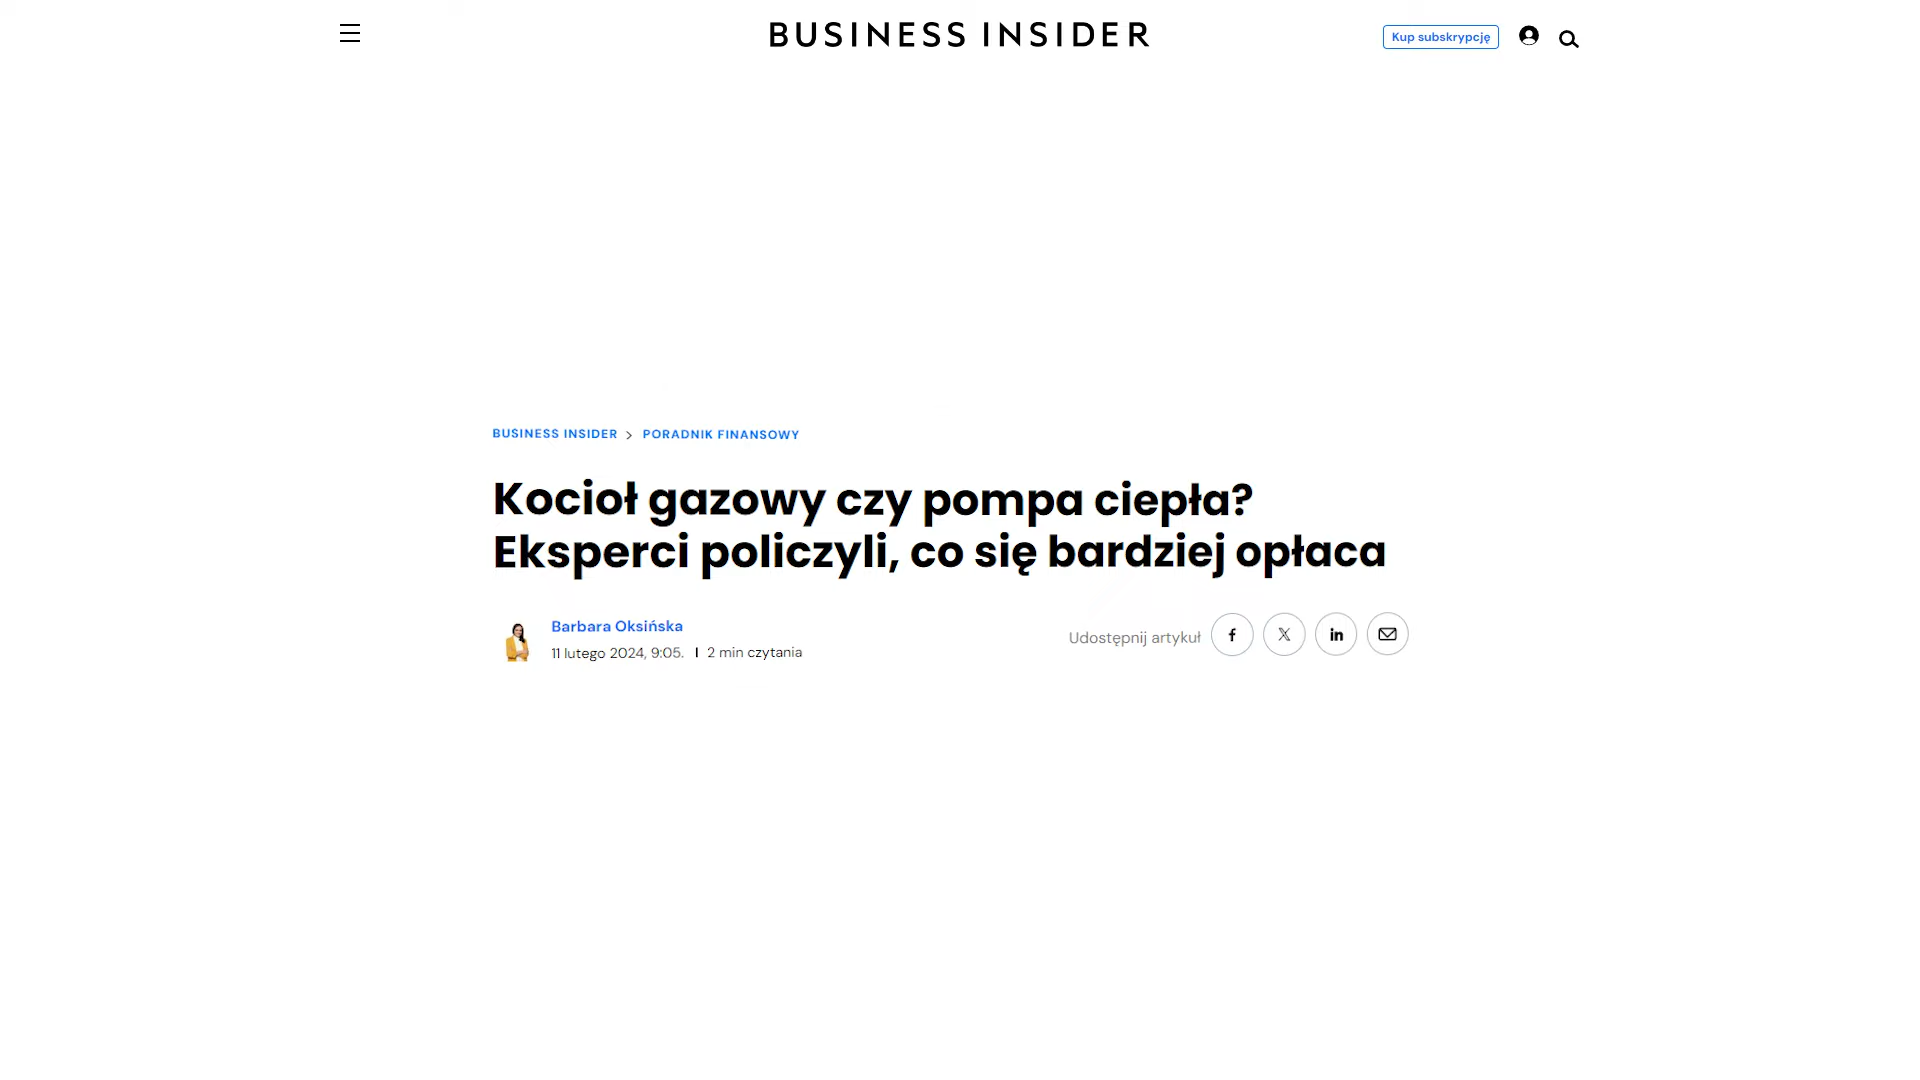 BUSINESS INSIDER
Kup subskrypcję
BUSINESS INSIDER > PORADNIK FINANSOWY
Kocioł gazowy czy pompa ciepła?
Eksperci policzyli, co się bardziej opłaca
Barbara Oksińska
11 lutego 2024, 9:05. | 2 min czytania
Udostępnij artykuł